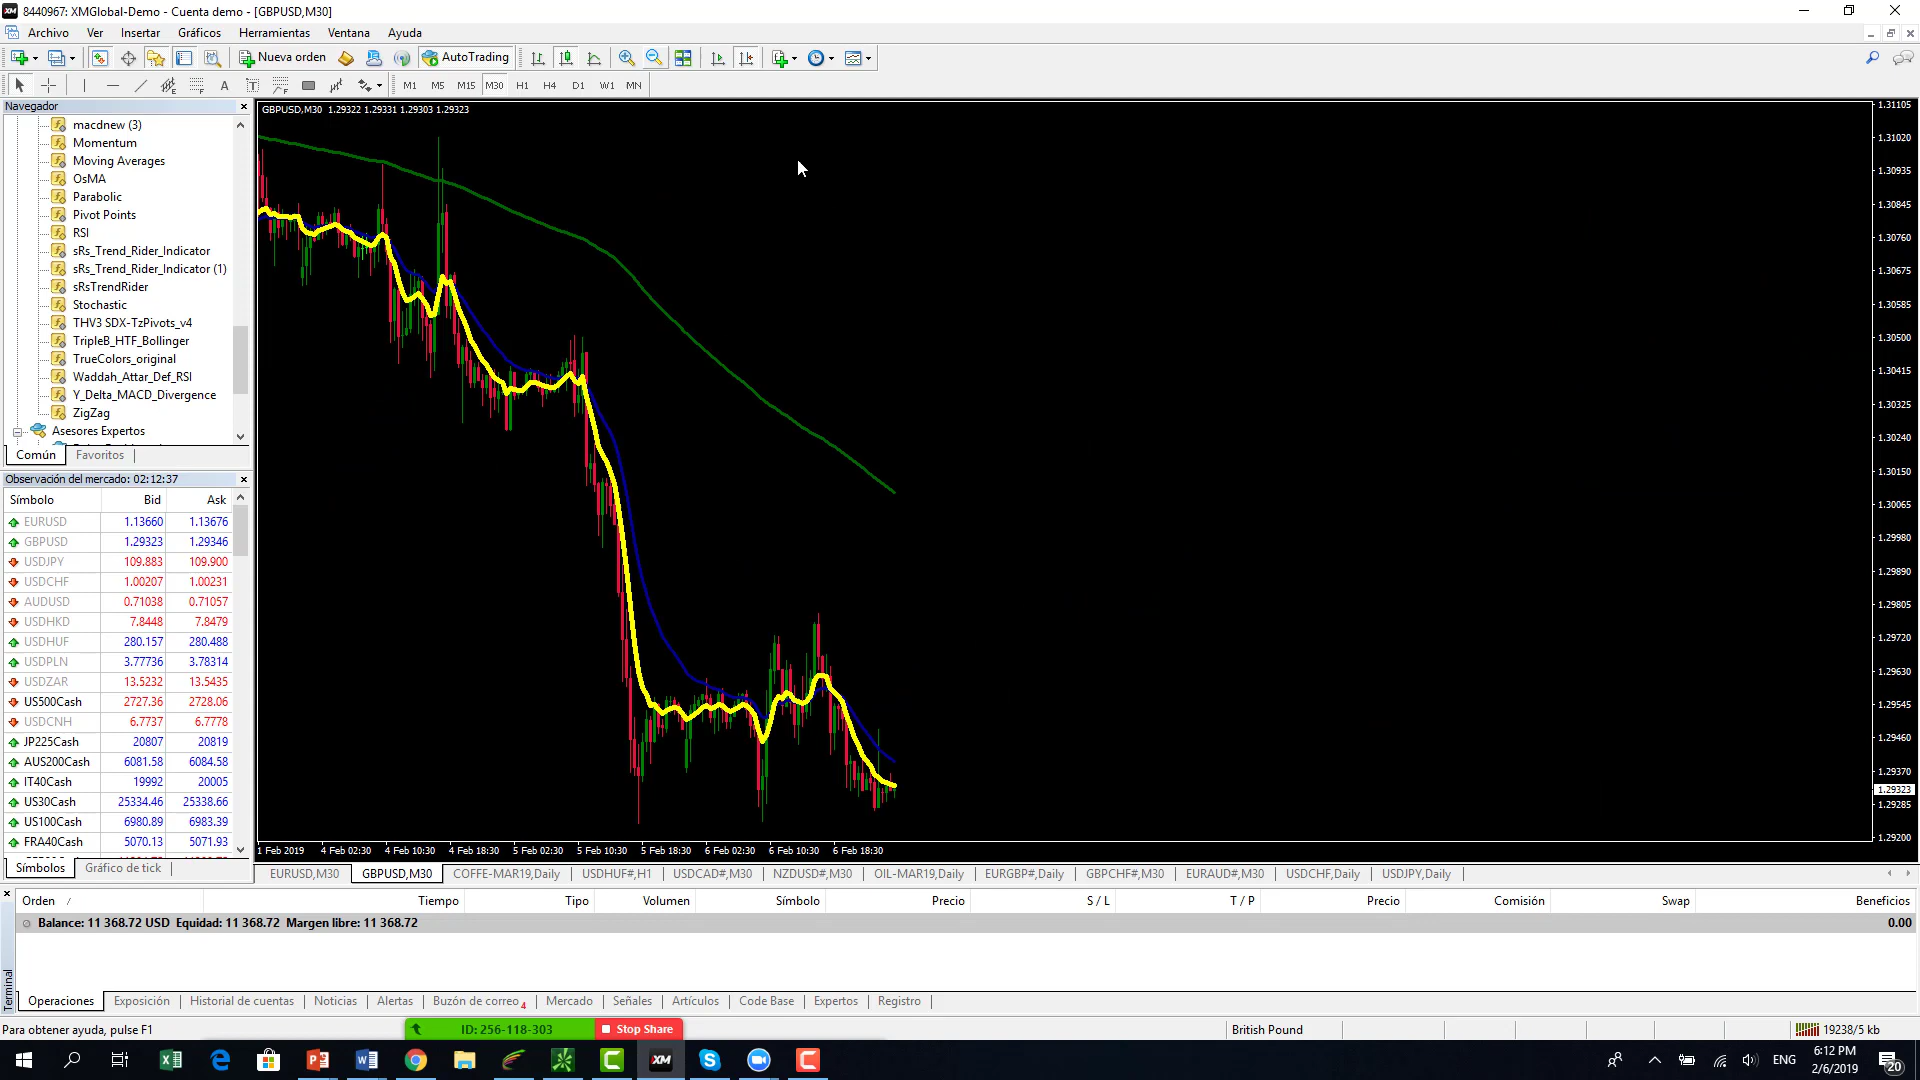 8440967: XMGlobal-Demo - Cuenta demo - [GBPUSD,M30]
Archivo Ver Insertar Gráficos Herramientas Ventana Ayuda
Nueva orden AutoTrading
A T M1 M5 M15 M30 H1 H4 D1 W1 MN
Navegador
macdnew (3)
Momentum
Moving Averages
OsMA
Parabolic
Pivot Points
RSI
sRs_Trend_Rider_Indicator
sRs_Trend_Rider_Indicator (1)
sRsTrendRider
Stochastic
THV3 SDX-TzPivots_v4
TripleB_HTF_Bollinger
TrueColors_original
Waddah_Attar_Def_RSI
Y_Delta_MACD_Divergence
ZigZag
Asesores Expertos
Común Favoritos
Observación del mercado: 02:12:37
Símbolo Bid Ask
EURUSD 1.13660 1.13676
GBPUSD 1.29323 1.29346
USDJPY 109.883 109.900
USDCHF 1.00207 1.00231
AUDUSD 0.71038 0.71057
USDHKD 7.8448 7.8479
USDHUF 280.157 280.488
USDPLN 3.77736 3.78314
USDZAR 13.5232 13.5435
US500Cash 2727.36 2728.06
USDCNH 6.7737 6.7778
JP225Cash 20807 20819
AUS200Cash 6081.58 6084.58
IT40Cash 19992 20005
US30Cash 25334.46 25338.66
US100Cash 6980.89 6983.39
FRA40Cash 5070.13 5071.93
Símbolos Gráfico de tick
GBPUSD,M30 1.29322 1.29331 1.29303 1.29323
1.31105
1.31020
1.30935
1.30845
1.30760
1.30675
1.30585
1.30500
1.30415
1.30325
1.30240
1.30150
1.30065
1.29980
1.29890
1.29805
1.29720
1.29630
1.29545
1.29460
1.29370
1.29323
1.29285
1.29200
1 Feb 2019 4 Feb 02:30 4 Feb 10:30 4 Feb 18:30 5 Feb 02:30 5 Feb 10:30 5 Feb 18:30 6 Feb 02:30 6 Feb 10:30 6 Feb 18:30
EURUSD,M30 GBPUSD,M30 COFFE-MAR19,Daily USDHUF#,H1 USDCAD#,M30 NZDUSD#,M30 OIL-MAR19,Daily EURGBP#,Daily GBPCHF#,M30 EURAUD#,M30 USDCHF,Daily USDJPY,Daily
Orden / Tiempo Tipo Volumen Símbolo Precio S / L T / P Precio Comisión Swap Beneficios
Balance: 11 368.72 USD Equidad: 11 368.72 Margen libre: 11 368.72 0.00
Terminal
Operaciones Exposición Historial de cuentas Noticias Alertas Buzón de correo 4 Mercado Señales Artículos Code Base Expertos Registro
Para obtener ayuda, pulse F1 ID: 256-118-303 Stop Share British Pound 19238/5 kb
XM ENG 6:12 PM
2/6/2019 20